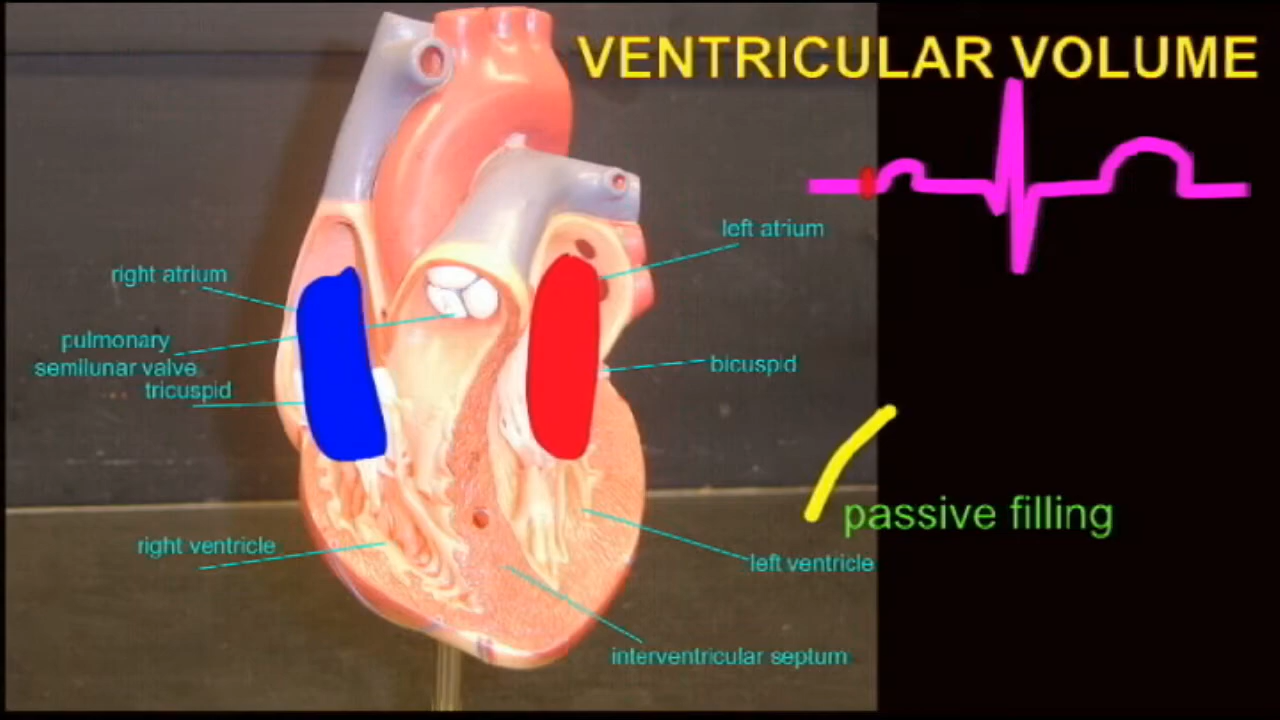 VENTRICULAR VOLUME
left atrium
right atrium
pulmonary
semilunar valve
tricuspid
bicuspid
passive filling
right ventricle
left ventricle
interventricular septum